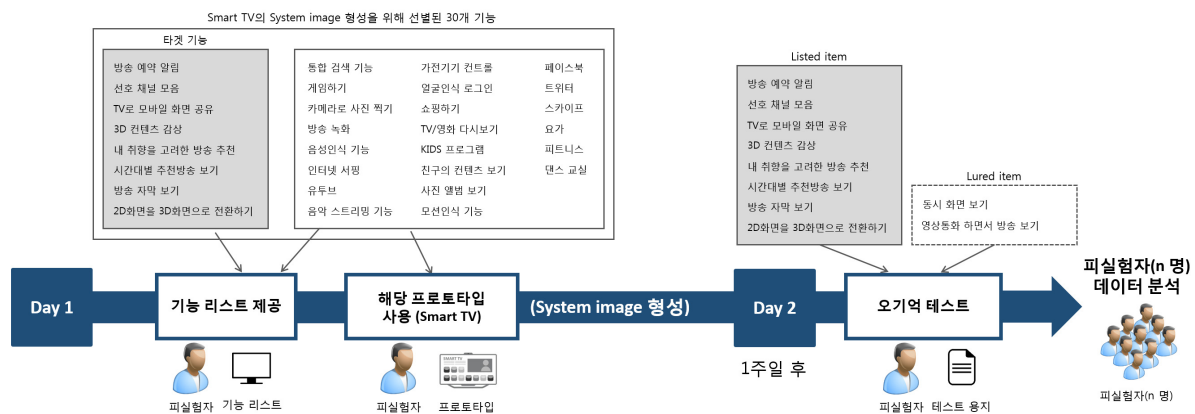 Smart TV의 System image 형성을 위해 선별된 30개 기능
타겟 기능
방송 예약 알림
선호 채널 모음
TV로 모바일 화면 공유
3D 컨텐츠 감상
내 취향을 고려한 방송 추천
시간대별 추천방송 보기
방송 자막 보기
2D화면을 3D화면으로 전환하기
통합 검색 기능
게임하기
카메라로 사진 찍기
방송 녹화
음성인식 기능
인터넷 서핑
유투브
음악 스트리밍 기능
가전기기 컨트롤
얼굴인식 로그인
쇼핑하기
TV/영화 다시보기
KIDS 프로그램
친구의 컨텐츠 보기
사진 앨범 보기
모션인식 기능
페이스북
트위터
스카이프
요가
피트니스
댄스 교실
Listed item
방송 예약 알림
선호 채널 모음
TV로 모바일 화면 공유
3D 컨텐츠 감상
내 취향을 고려한 방송 추천
시간대별 추천방송 보기
방송 자막 보기
2D화면을 3D화면으로 전환하기
Lured item
동시 화면 보기
영상통화 하면서 방송 보기
Day 1
기능 리스트 제공
해당 프로토타입
사용 (Smart TV)
(System image 형성)
Day 2
오기억 테스트
피실험자(n 명)
데이터 분석
피실험자
기능 리스트
SMART TV
피실험자
프로토타입
1주일 후
피실험자
테스트 용지
피실험자(n 명)